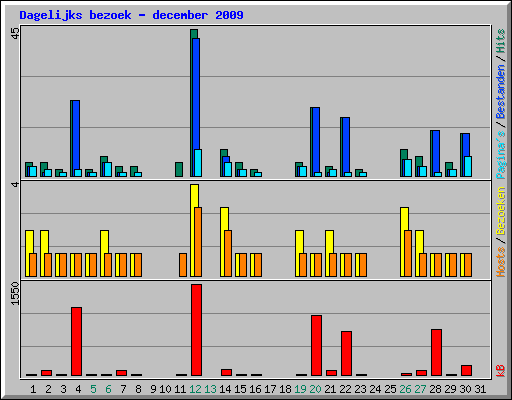 Dagelijks bezoek - december 2009
45
4
1550
Hosts / Bezoeken Pagina's / Bestanden / Hits
kB
1 2 3 4 5 6 7 8 9 10 11 12 13 14 15 16 17 18 19 20 21 22 23 24 25 26 27 28 29 30 31